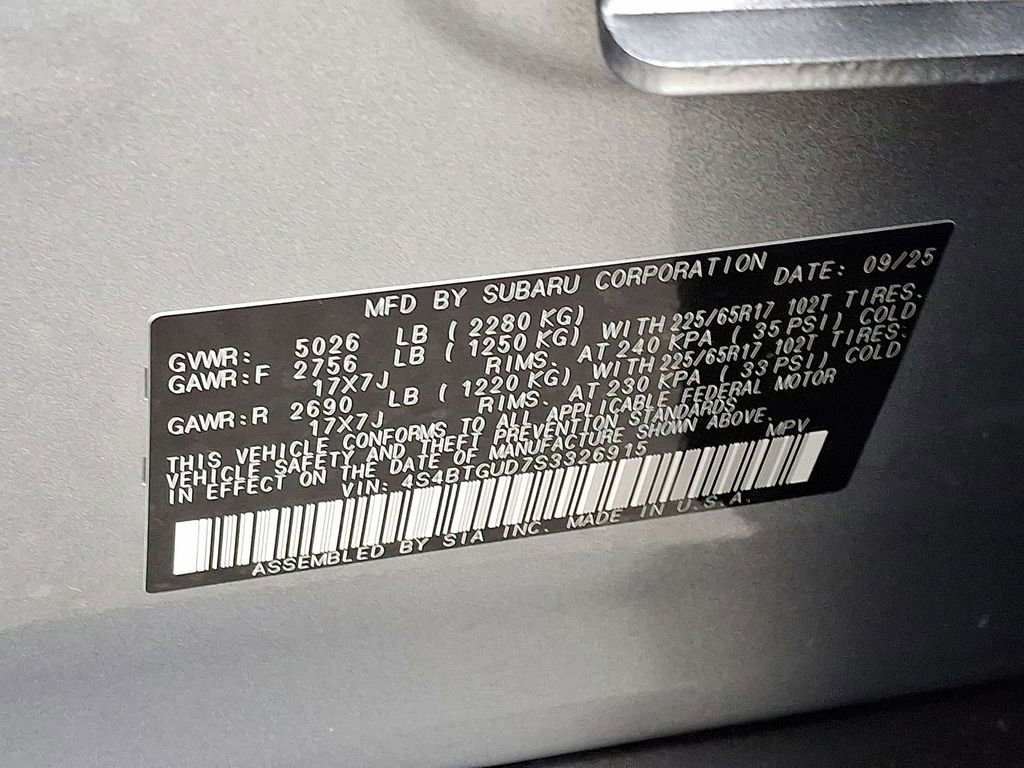 MFD BY SUBARU CORPORATION DATE: 09/25
GVWR: 5026 LB ( 2280 KG)
GAWR:F 2756 LB ( 1250 KG) WITH 225/65R17 102T TIRES.
17X7J RIMS. AT 240 KPA ( 35 PSI) COLD
GAWR:R 2690 LB ( 1220 KG) WITH 225/65R17 102T TIRES.
17X7J RIMS. AT 230 KPA ( 33 PSI) COLD
THIS VEHICLE CONFORMS TO ALL APPLICABLE FEDERAL MOTOR
VEHICLE SAFETY AND THEFT PREVENTION STANDARDS
IN EFFECT ON THE DATE OF MANUFACTURE SHOWN ABOVE.
VIN: 4S4BTGUD7S3326915 MPV
ASSEMBLED BY SIA INC. MADE IN U.S.A.